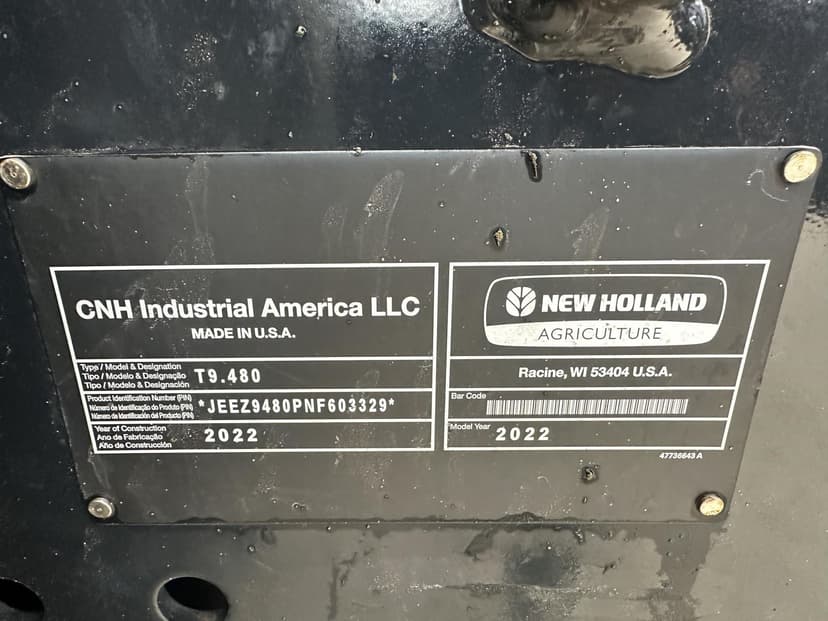 CNH Industrial America LLC
MADE IN U.S.A.
Type / Model & Designation
Tipo / Modelo & Designação
Tipo / Modelo & Designación
T9.480
Product Identification Number (PIN)
Número de Identificação do Produto (PIN)
Número de Identificación del Producto (PIN)
*JEEZ9480PNF603329*
Year of Construction
Ano de Fabricação
Año de Construcción
2022
NEW HOLLAND
AGRICULTURE
Racine, WI 53404 U.S.A.
Bar Code
Model Year
2022
47736643 A